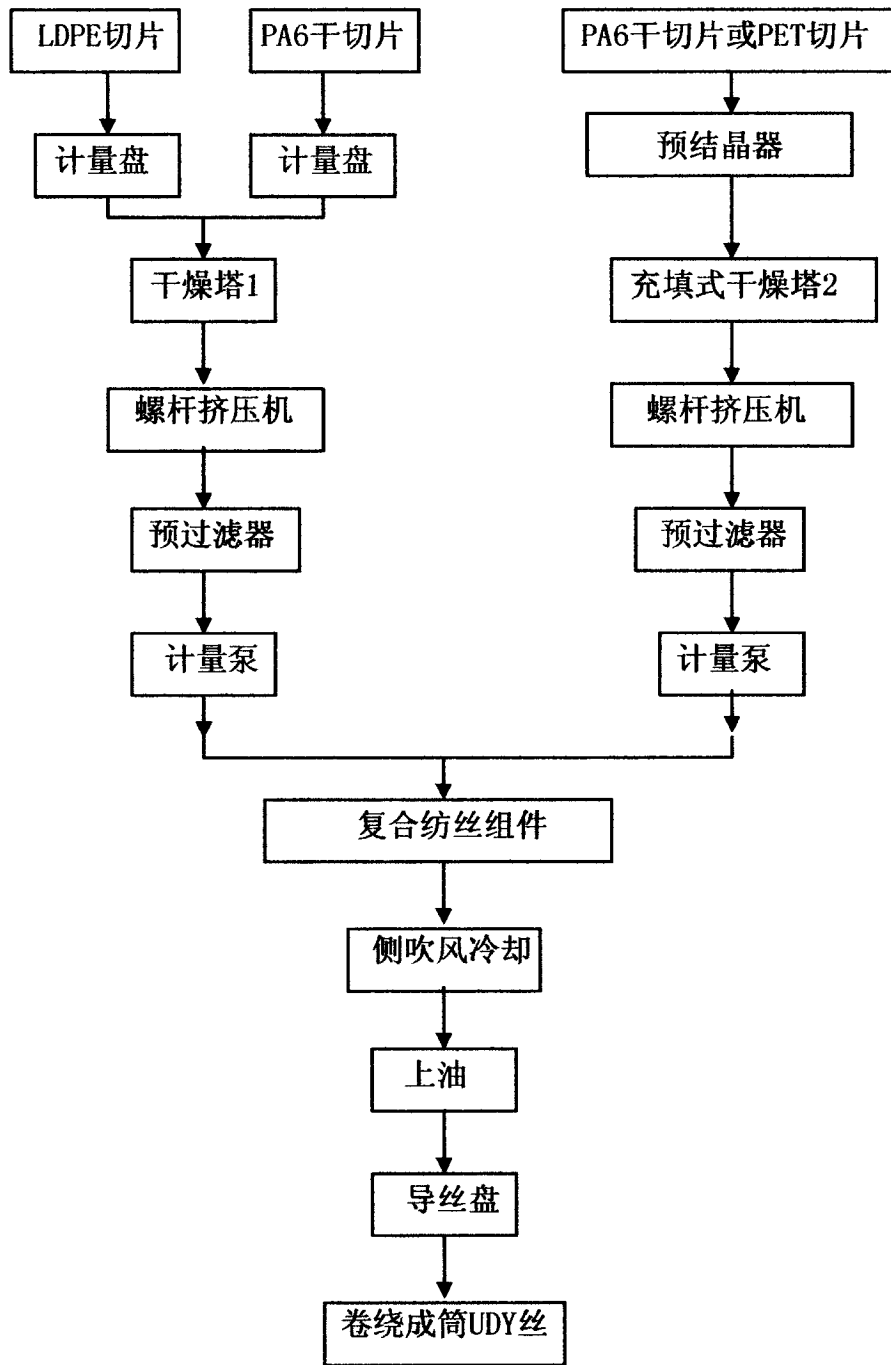 LDPE切片
PA6干切片
PA6干切片或PET切片
计量盘
计量盘
预结晶器
干燥塔1
充填式干燥塔2
螺杆挤压机
螺杆挤压机
预过滤器
预过滤器
计量泵
计量泵
复合纺丝组件
侧吹风冷却
上油
导丝盘
卷绕成筒UDY丝